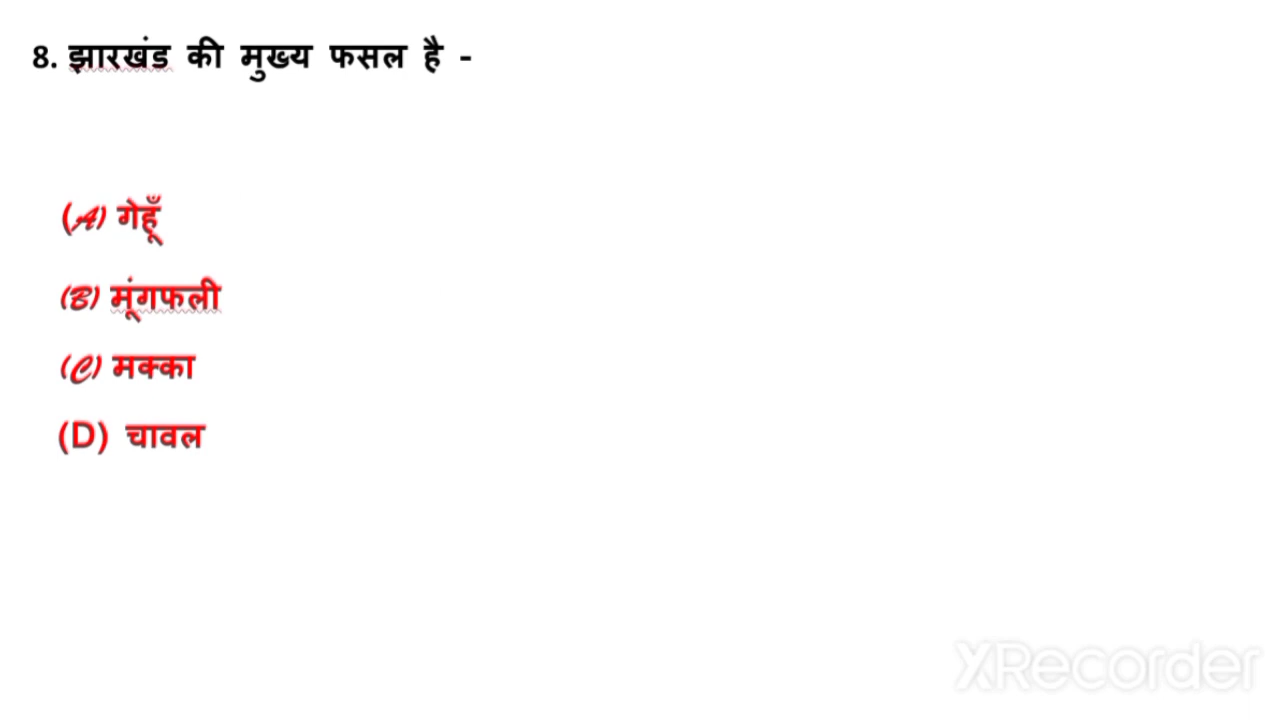 8. झारखंड की मुख्य फसल है -
(A) गेहूँ
(B) मूंगफली
(C) मक्का
(D) चावल
XRecorder